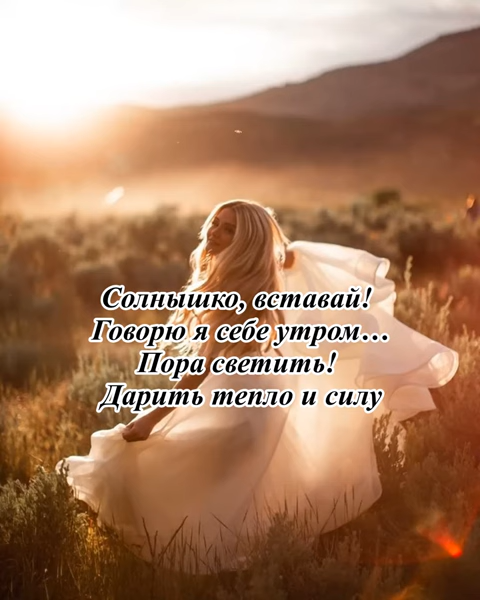 Солнышко, вставай!
Говорю я себе утром...
Пора светить!
Дарить тепло и силу